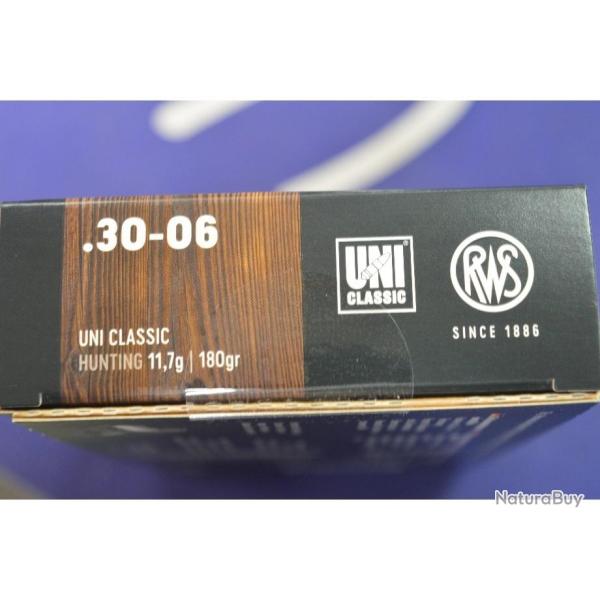 .30-06
UNI CLASSIC
HUNTING 11,7g | 180gr
UNI®
CLASSIC
RWS
SINCE 1886
NaturaBuy